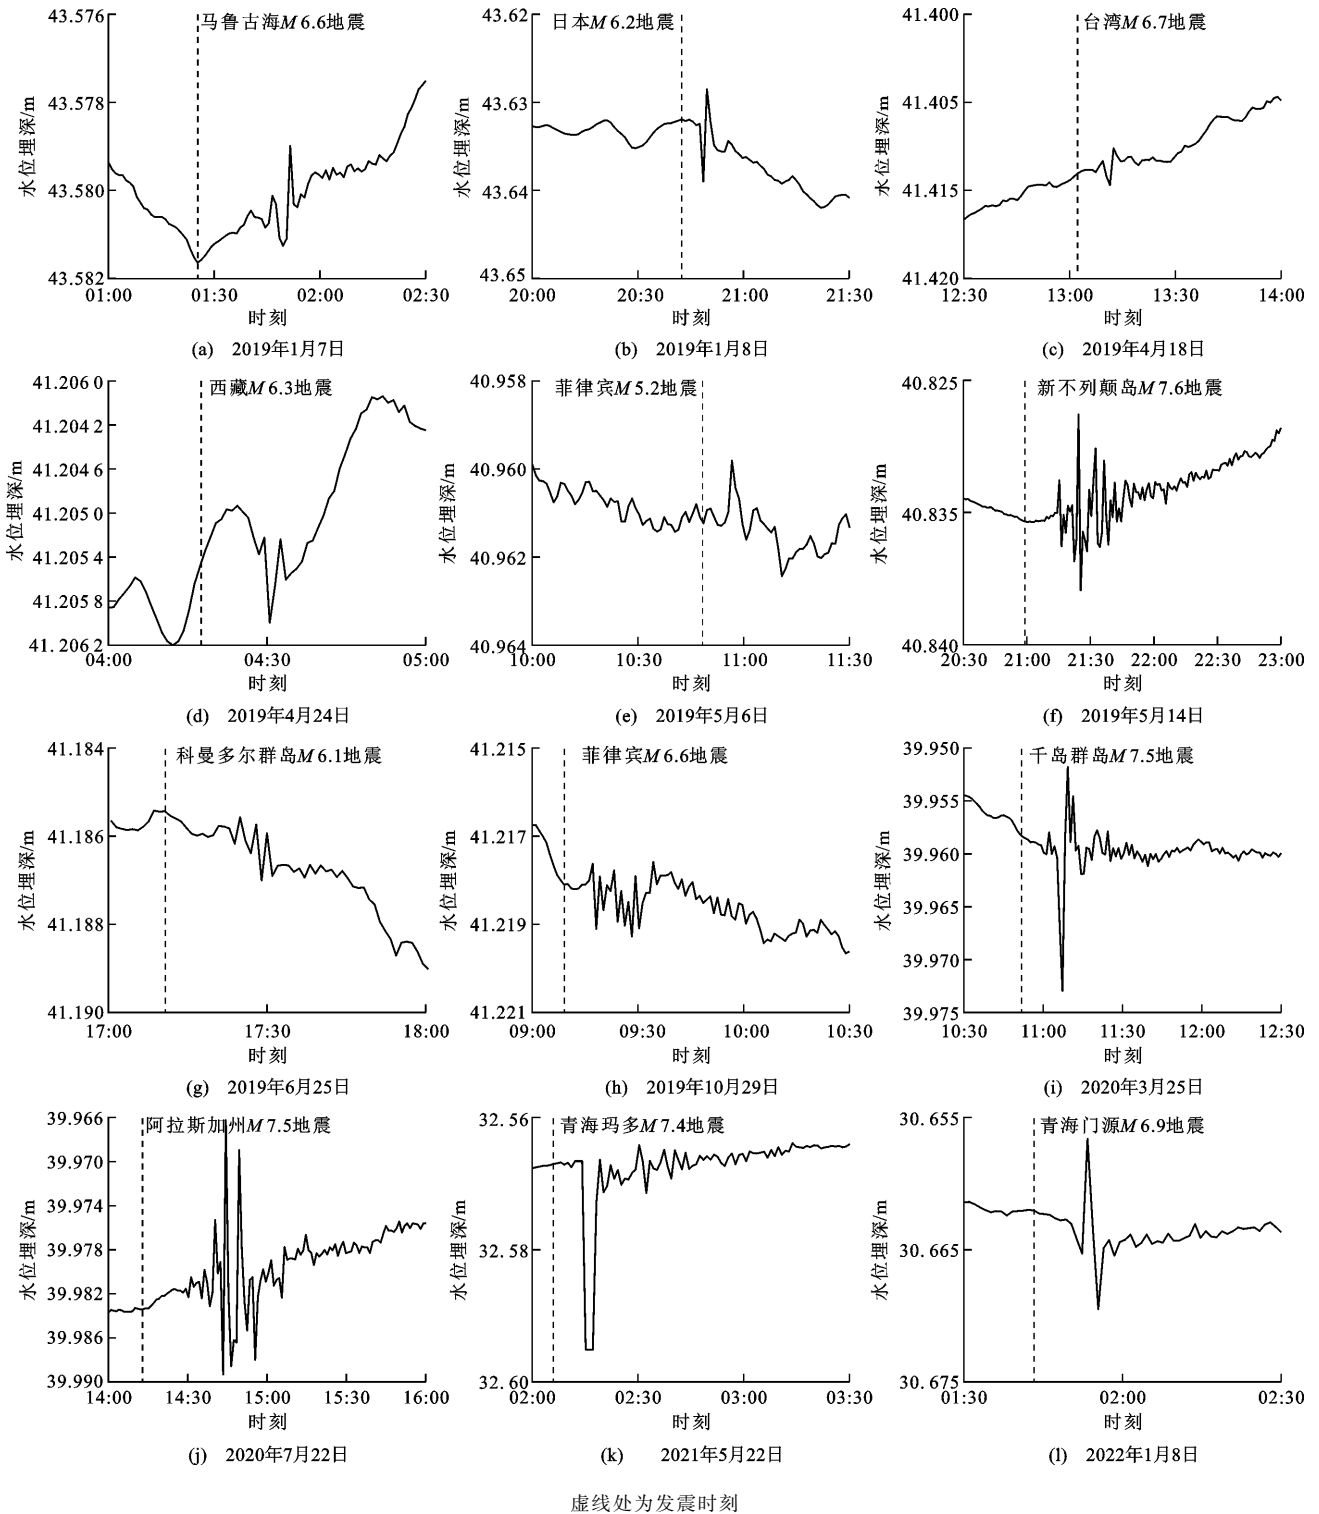 马鲁古海M 6.6地震
43.576
43.578
43.580
43.582
水位埋深/m
01:00 01:30 02:00 02:30
时刻
(a) 2019年1月7日
日本M 6.2地震
43.62
43.63
43.64
43.65
水位埋深/m
20:00 20:30 21:00 21:30
时刻
(b) 2019年1月8日
台湾M 6.7地震
41.400
41.405
41.415
41.420
水位埋深/m
12:30 13:00 13:30 14:00
时刻
(c) 2019年4月18日
西藏M 6.3地震
41.206 0
41.204 2
41.204 6
41.205 0
41.205 4
41.205 8
41.206 2
水位埋深/m
04:00 04:30 05:00
时刻
(d) 2019年4月24日
菲律宾M 5.2地震
40.958
40.960
40.962
40.964
水位埋深/m
10:00 10:30 11:00 11:30
时刻
(e) 2019年5月6日
新不列颠岛M 7.6地震
40.825
40.835
40.840
水位埋深/m
20:30 21:00 21:30 22:00 22:30 23:00
时刻
(f) 2019年5月14日
科曼多尔群岛M 6.1地震
41.184
41.186
41.188
41.190
水位埋深/m
17:00 17:30 18:00
时刻
(g) 2019年6月25日
菲律宾M 6.6地震
41.215
41.217
41.219
41.221
水位埋深/m
09:00 09:30 10:00 10:30
时刻
(h) 2019年10月29日
千岛群岛M 7.5地震
39.950
39.955
39.960
39.965
39.970
39.975
水位埋深/m
10:30 11:00 11:30 12:00 12:30
时刻
(i) 2020年3月25日
阿拉斯加州M 7.5地震
39.966
39.970
39.974
39.978
39.982
39.986
39.990
水位埋深/m
14:00 14:30 15:00 15:30 16:00
时刻
(j) 2020年7月22日
青海玛多M 7.4地震
32.56
32.58
32.60
水位埋深/m
02:00 02:30 03:00 03:30
时刻
(k) 2021年5月22日
青海门源M 6.9地震
30.655
30.665
30.675
水位埋深/m
01:30 02:00 02:30
时刻
(l) 2022年1月8日
虚线处为发震时刻